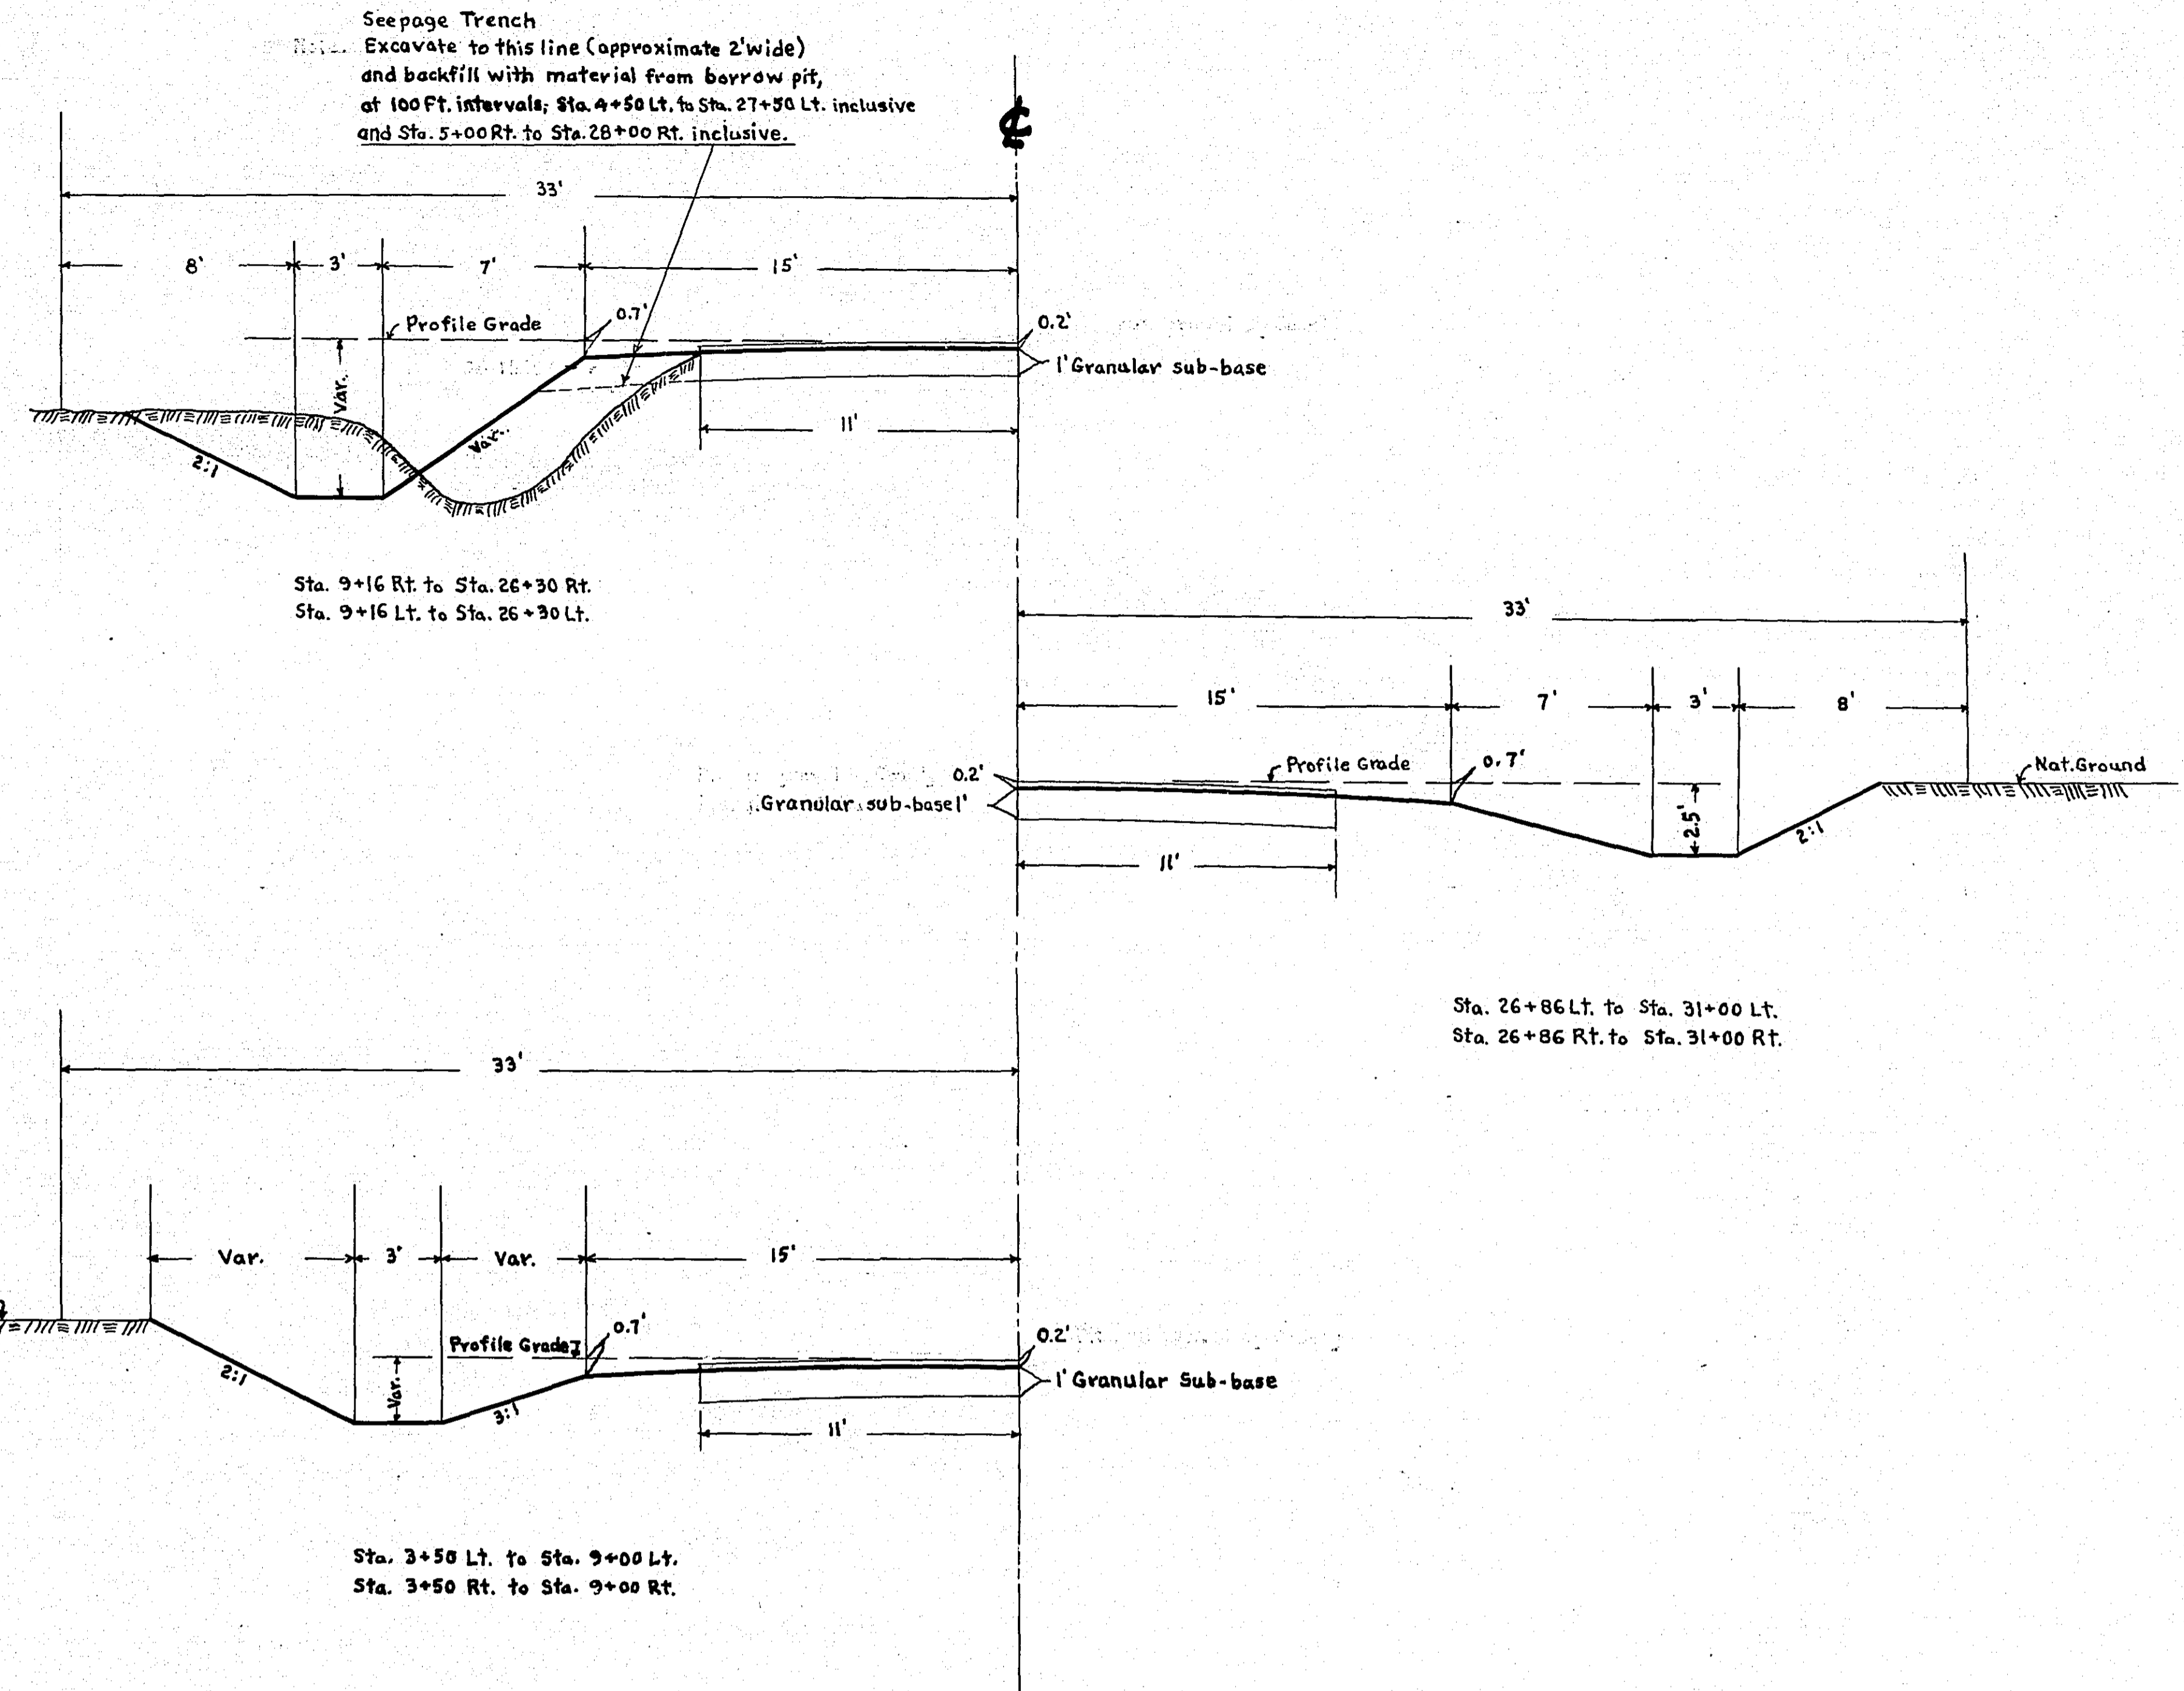 Seepage Trench
Excavate to this line (approximate 2' wide)
and backfill with material from borrow pit,
at 100 Ft. intervals; Sta. 4+50 Lt. to Sta. 27+50 Lt. inclusive
and Sta. 5+00 Rt. to Sta. 28+00 Rt. inclusive.
℄
33'
8'
3'
7'
15'
Profile Grade
0.7'
0.2'
1' Granular sub-base
Var.
Var.
11'
2:1
Sta. 9+16 Rt. to Sta. 26+30 Rt.
Sta. 9+16 Lt. to Sta. 26+30 Lt.
33'
15'
7'
3'
8'
0.2'
Profile Grade
0.7'
Nat. Ground
Granular sub-base 1'
2.5'
2:1
11'
Sta. 26+86 Lt. to Sta. 31+00 Lt.
Sta. 26+86 Rt. to Sta. 31+00 Rt.
33'
Var.
3'
Var.
15'
Profile Grade
0.7'
0.2'
1' Granular Sub-base
2:1
Var.
3:1
11'
Sta. 3+50 Lt. to Sta. 9+00 Lt.
Sta. 3+50 Rt. to Sta. 9+00 Rt.